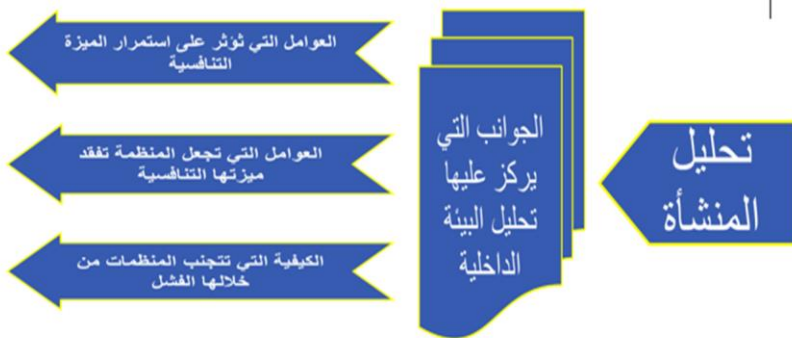 تحليل
المنشأة
الجوانب التي
يركز عليها
تحليل البيئة
الداخلية
العوامل التي تؤثر على استمرار الميزة
التنافسية
العوامل التي تجعل المنظمة تفقد
ميزتها التنافسية
الكيفية التي تتجنب المنظمات من
خلالها الفشل